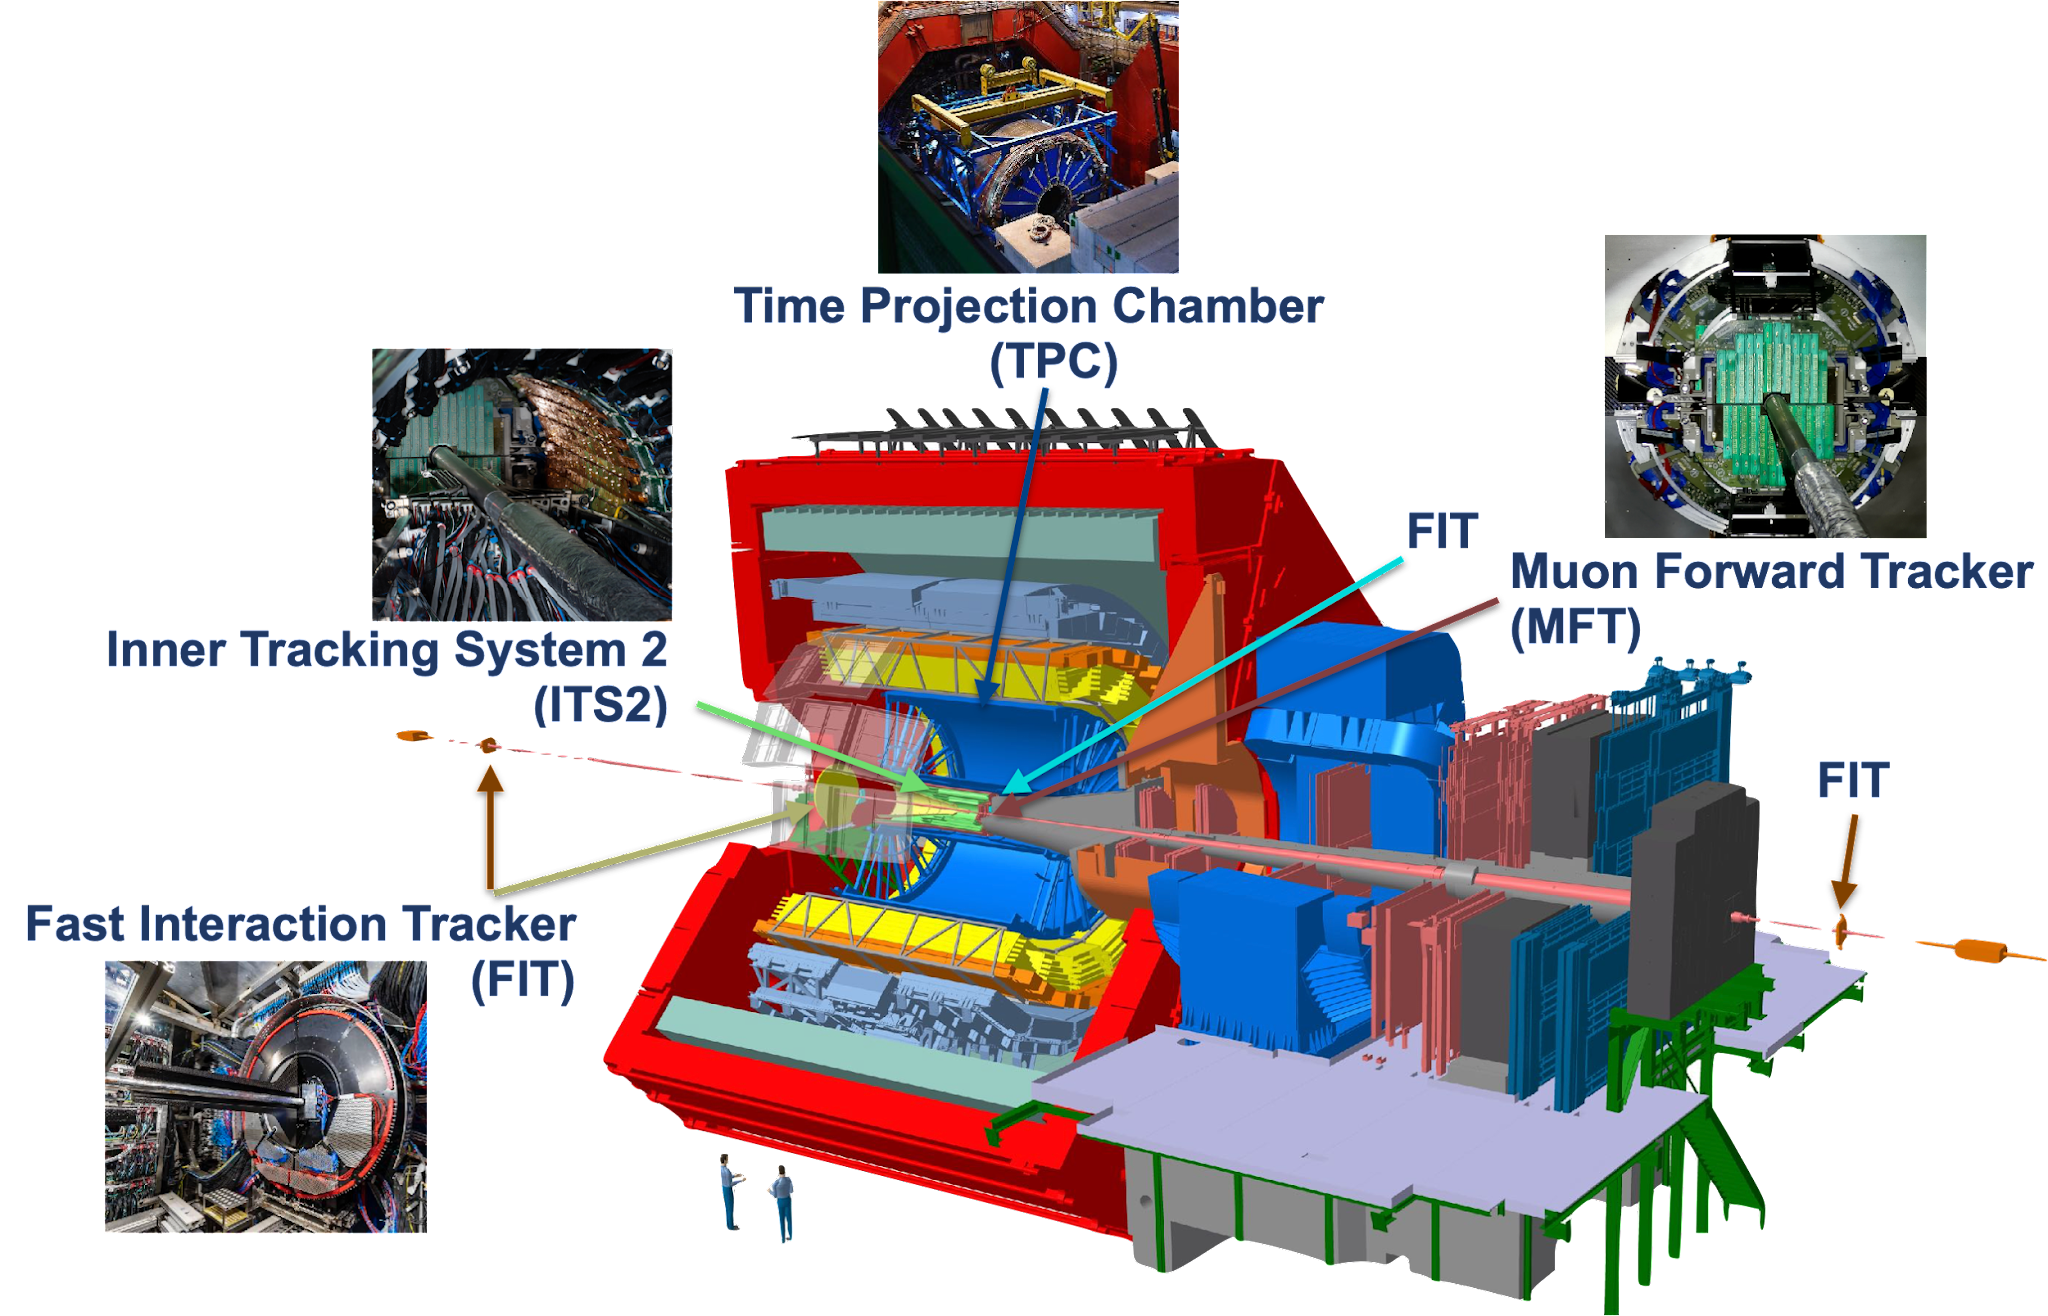 Time Projection Chamber
(TPC)
Inner Tracking System 2
(ITS2)
FIT
Muon Forward Tracker
(MFT)
FIT
Fast Interaction Tracker
(FIT)